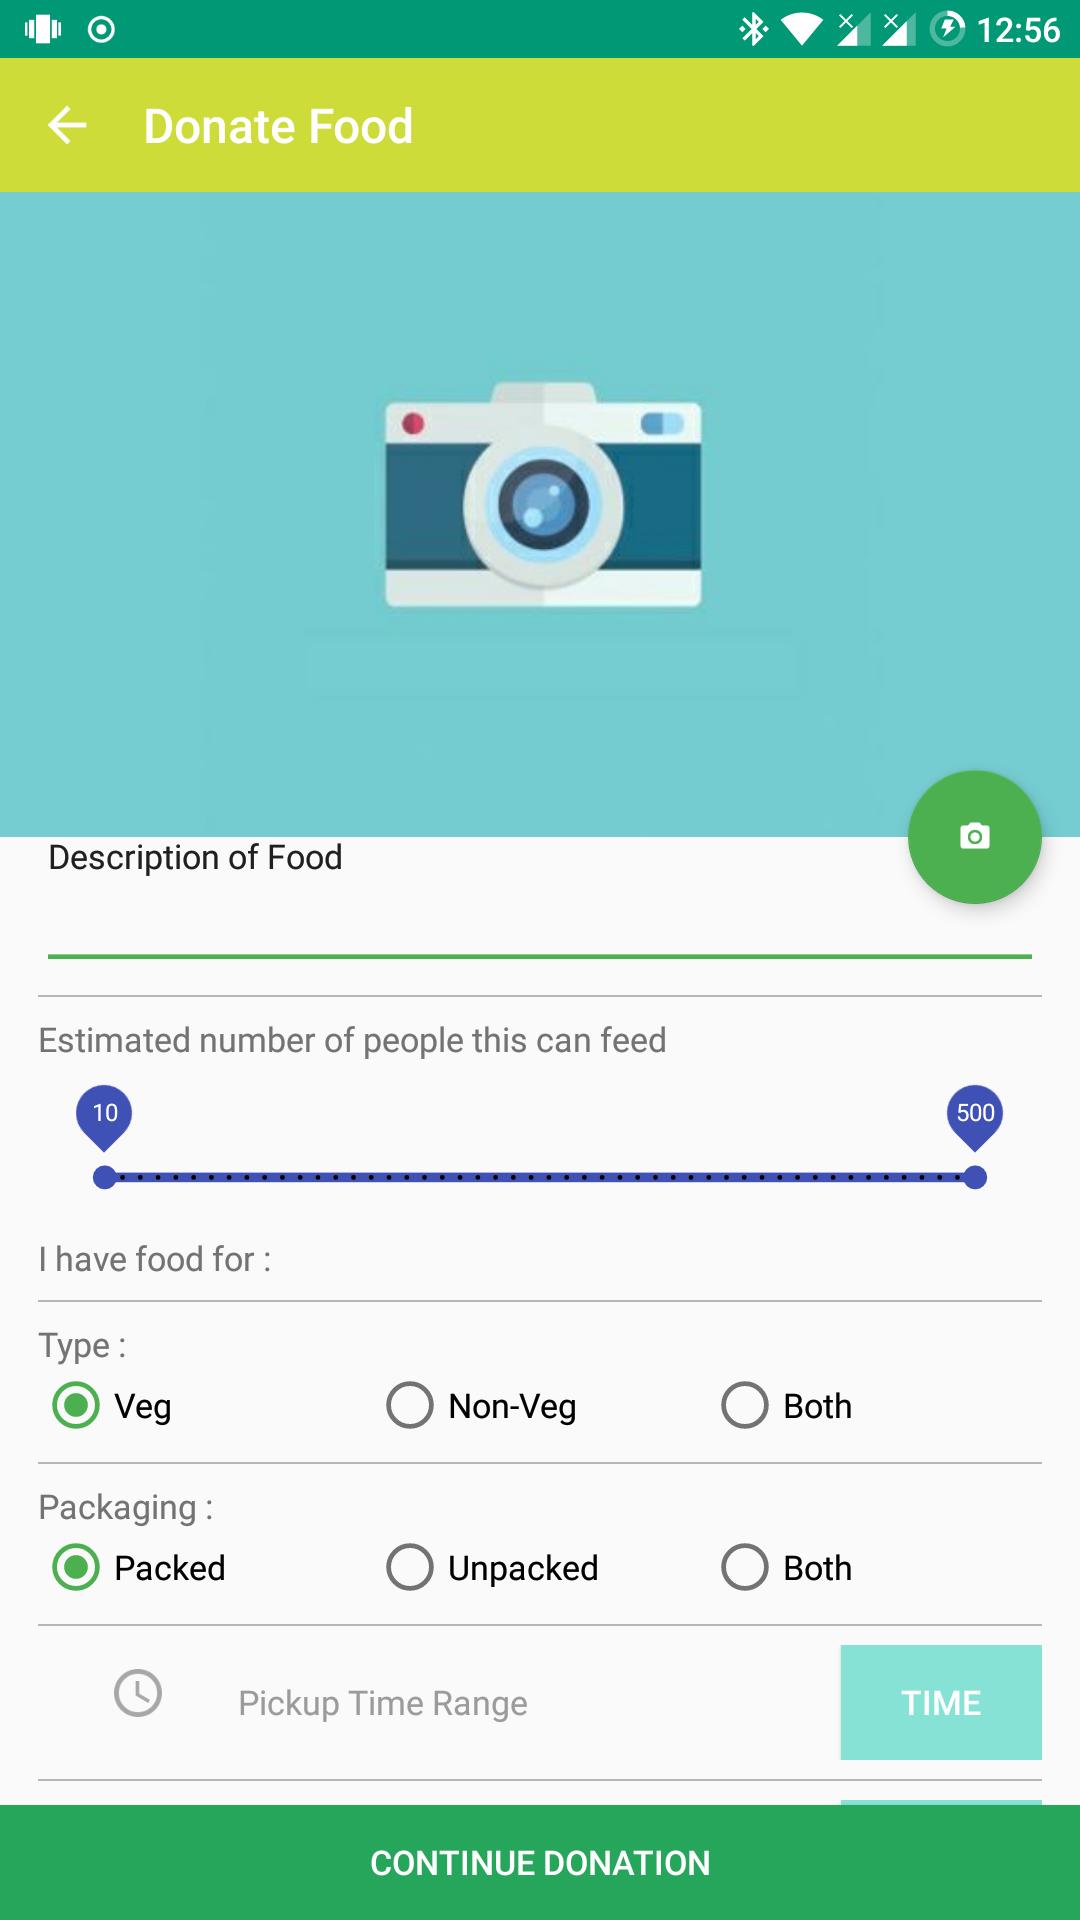 12:56
Donate Food
Description of Food
Estimated number of people this can feed
10 500
I have food for :
Type :
Veg Non-Veg Both
Packaging :
Packed Unpacked Both
Pickup Time Range TIME
CONTINUE DONATION